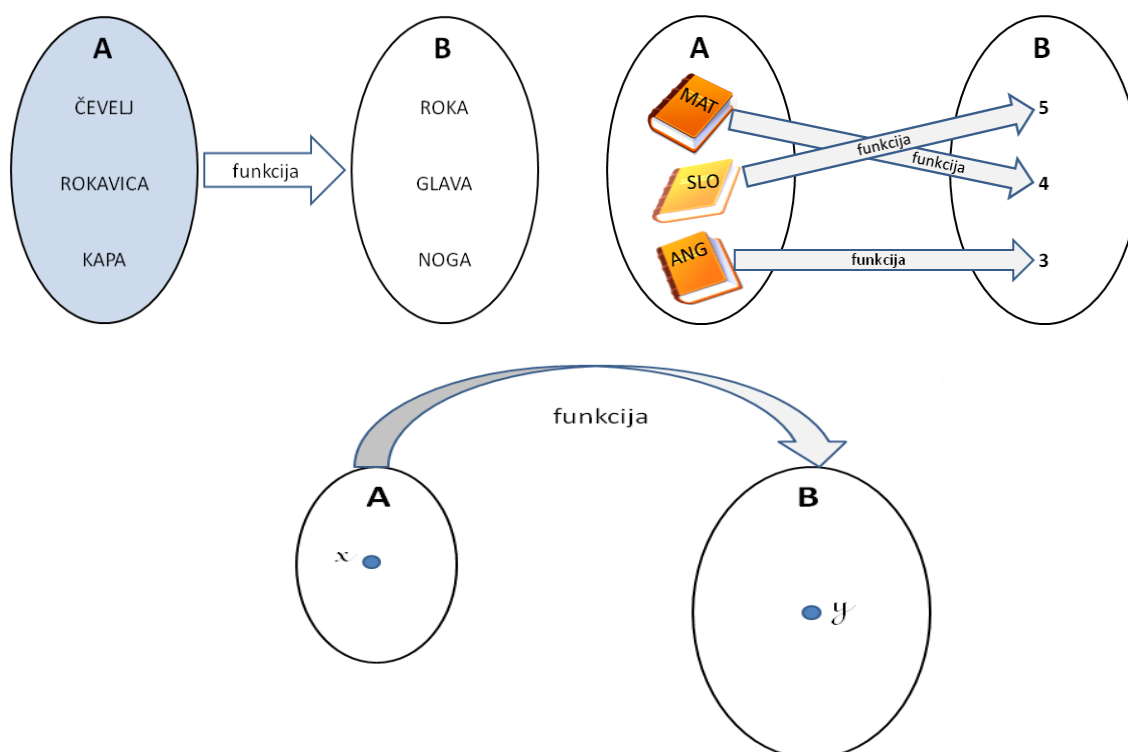 A
ČEVELJ
ROKAVICA
KAPA
funkcija
B
ROKA
GLAVA
NOGA
A
MAT
SLO
ANG
funkcija
funkcija
funkcija
B
5
4
3
funkcija
A
x
B
y